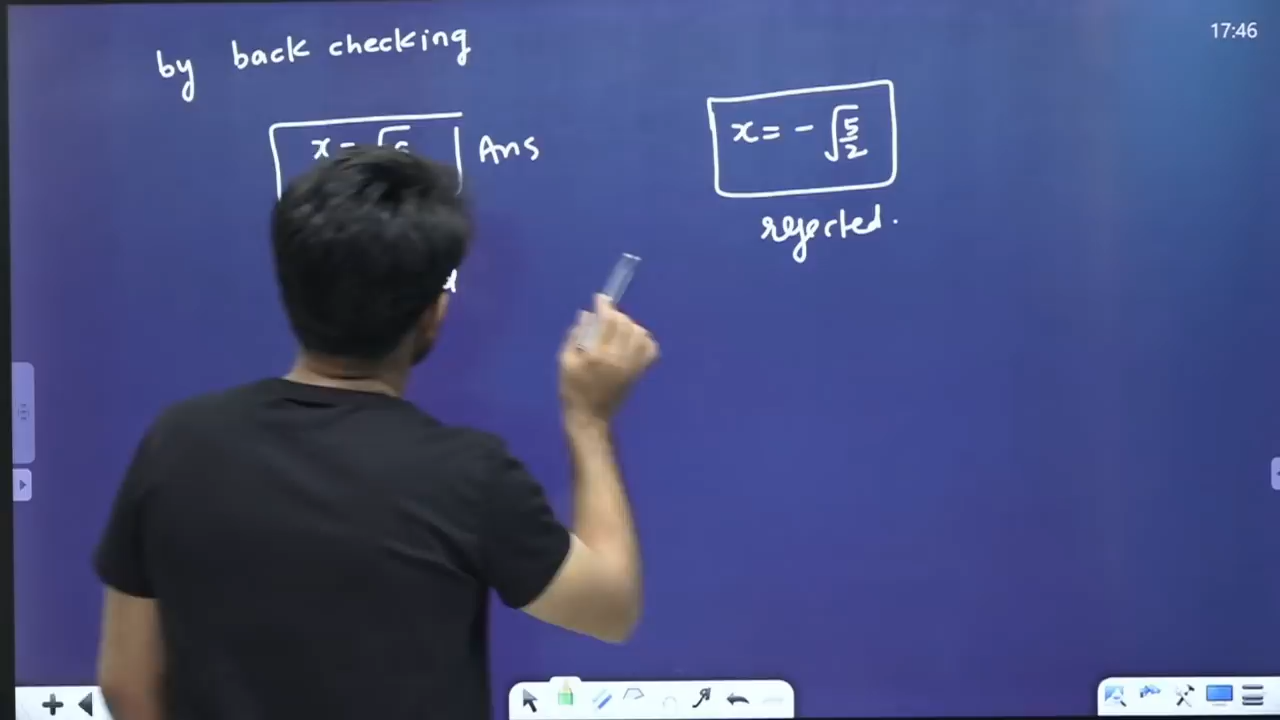 17:46
by back checking
x = √
Ans
x = - √5/2
rejected.